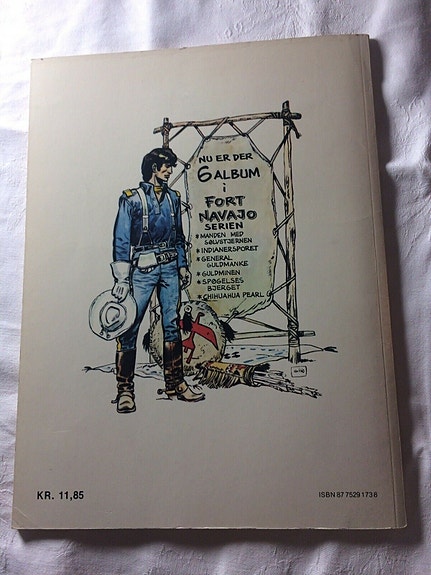 NU ER DER
6 ALBUM
i
FORT
NAVAJO
SERIEN
* MANDEN MED
SØLVSTJERNEN
* INDIANERSPORET
* GENERAL
GULDMANKE
* GULDMINEN
* SPØGELSES
BJERGET
* CHIHUAHUA PEARL
KR. 11,85
ISBN 87 7529 173 8